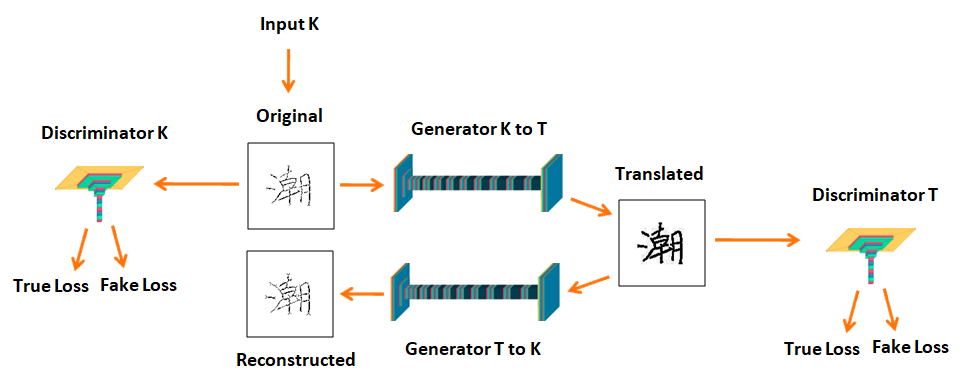 Input K
Original
Discriminator K
Generator K to T
Translated
Discriminator T
潮
潮
True Loss
Fake Loss
潮
Reconstructed
Generator T to K
True Loss
Fake Loss